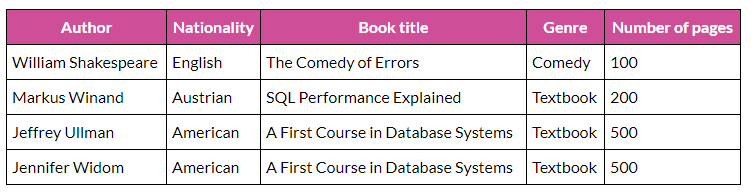 Author Nationality Book title Genre Number of pages
William Shakespeare English The Comedy of Errors Comedy 100
Markus Winand Austrian SQL Performance Explained Textbook 200
Jeffrey Ullman American A First Course in Database Systems Textbook 500
Jennifer Widom American A First Course in Database Systems Textbook 500